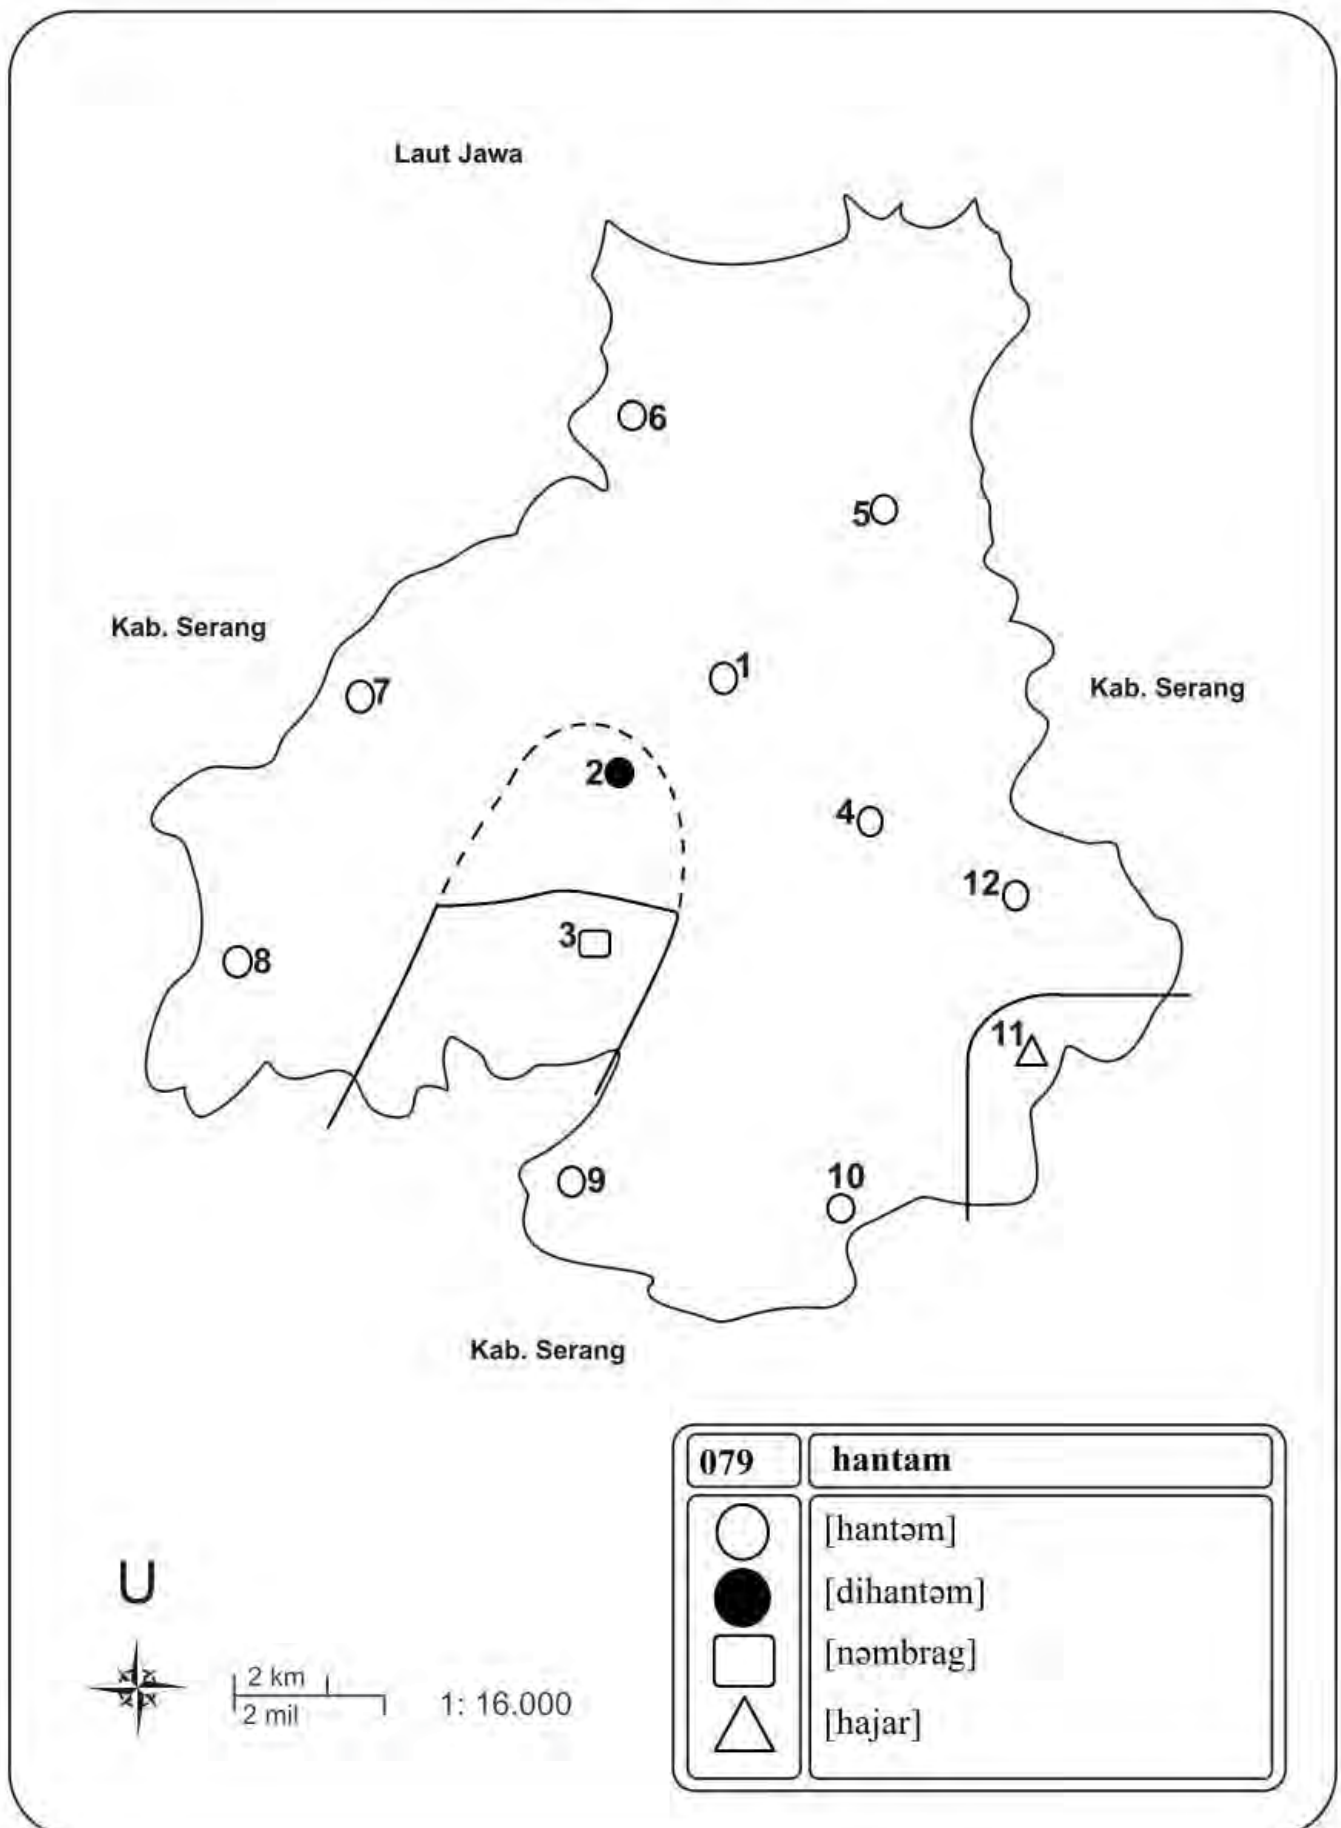 Laut Jawa
6
5
Kab. Serang
1
7
Kab. Serang
2
4
12
3
8
11
10
9
Kab. Serang
079 hantam
[hantəm]
[dihantəm]
[nəmbrag]
[hajar]
U
2 km
2 mil
1: 16.000